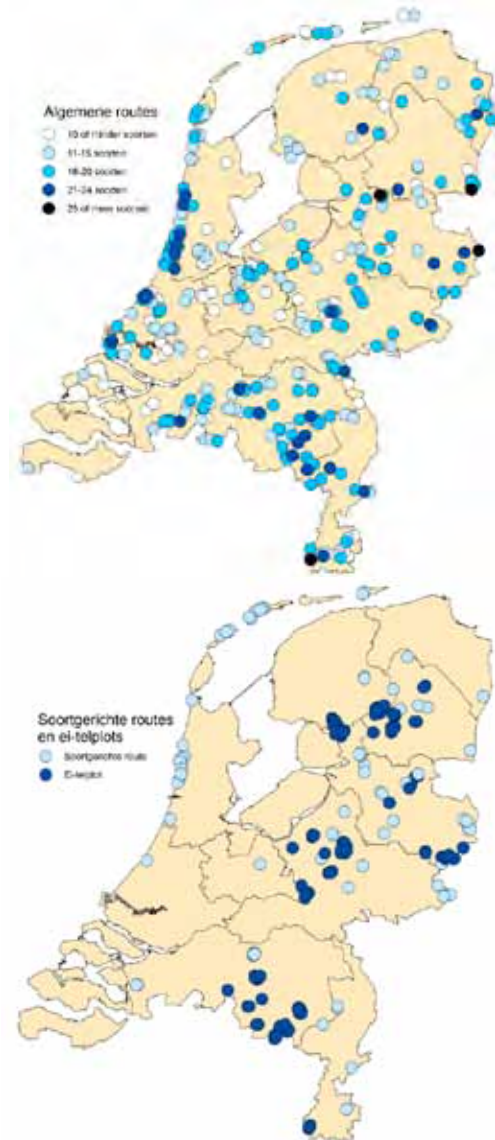 Algemene routes
10 of minder soorten
11-15 soorten
16-20 soorten
21-24 soorten
25 of meer soorten
Soortgerichte routes
en ei-telplots
Soortgerichte route
Ei-telplot